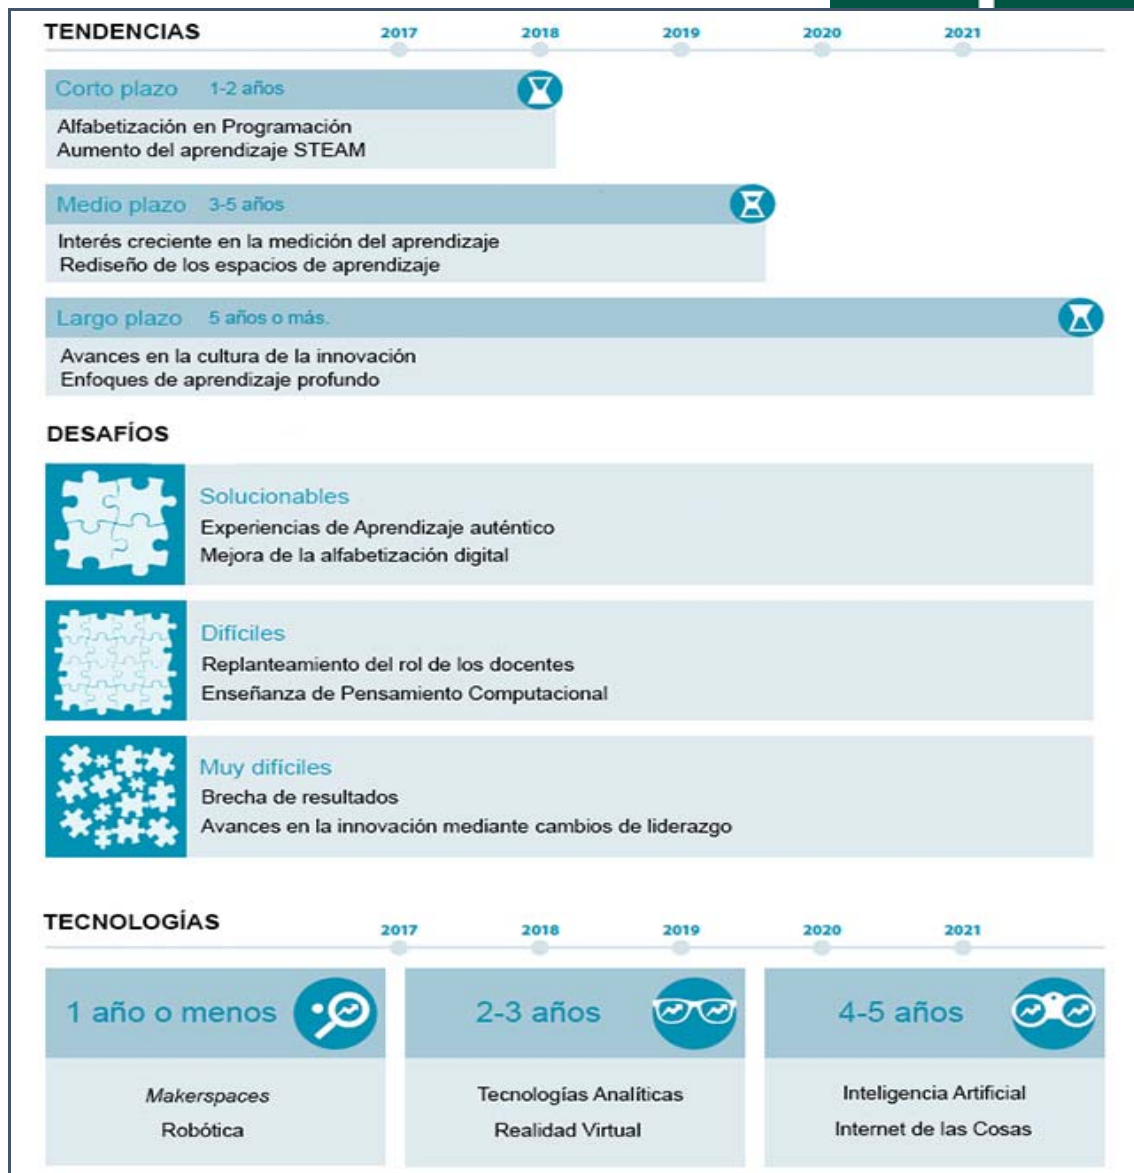 TENDENCIAS
2017 2018 2019 2020 2021
Corto plazo 1-2 años
Alfabetización en Programación
Aumento del aprendizaje STEAM
Medio plazo 3-5 años
Interés creciente en la medición del aprendizaje
Rediseño de los espacios de aprendizaje
Largo plazo 5 años o más.
Avances en la cultura de la innovación
Enfoques de aprendizaje profundo
DESAFÍOS
Solucionables
Experiencias de Aprendizaje auténtico
Mejora de la alfabetización digital
Difíciles
Replanteamiento del rol de los docentes
Enseñanza de Pensamiento Computacional
Muy difíciles
Brecha de resultados
Avances en la innovación mediante cambios de liderazgo
TECNOLOGÍAS
2017 2018 2019 2020 2021
1 año o menos
Makerspaces
Robótica
2-3 años
Tecnologías Analíticas
Realidad Virtual
4-5 años
Inteligencia Artificial
Internet de las Cosas